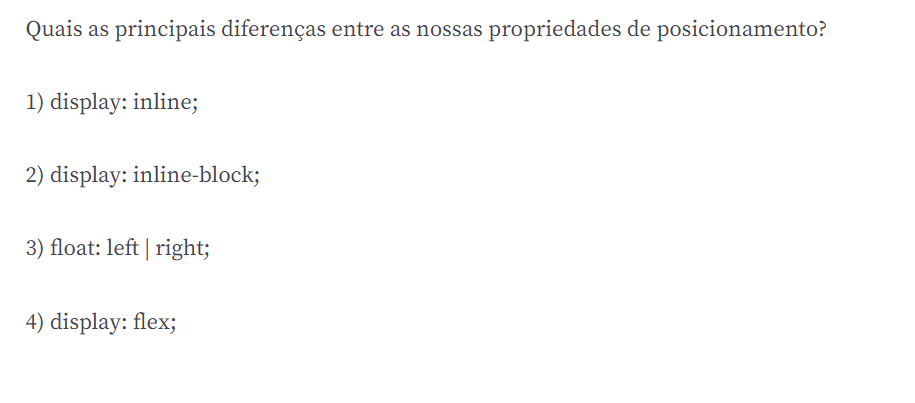 Quais as principais diferenças entre as nossas propriedades de posicionamento?
1) display: inline;
2) display: inline-block;
3) float: left | right;
4) display: flex;